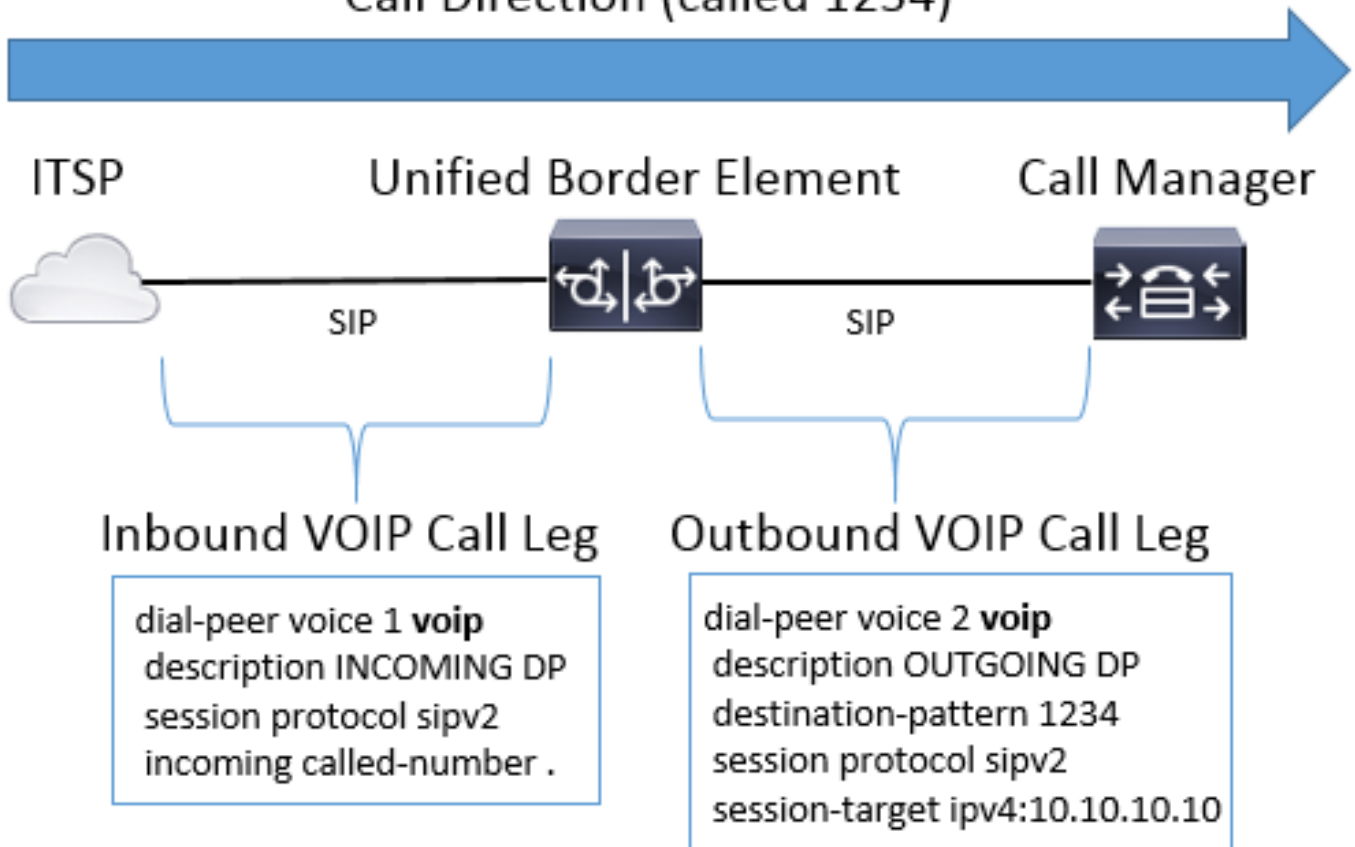 Call Direction (called 1234)
ITSP
Unified Border Element
Call Manager
SIP
SIP
Inbound VOIP Call Leg
Outbound VOIP Call Leg
dial-peer voice 1 voip
description INCOMING DP
session protocol sipv2
incoming called-number .
dial-peer voice 2 voip
description OUTGOING DP
destination-pattern 1234
session protocol sipv2
session-target ipv4:10.10.10.10